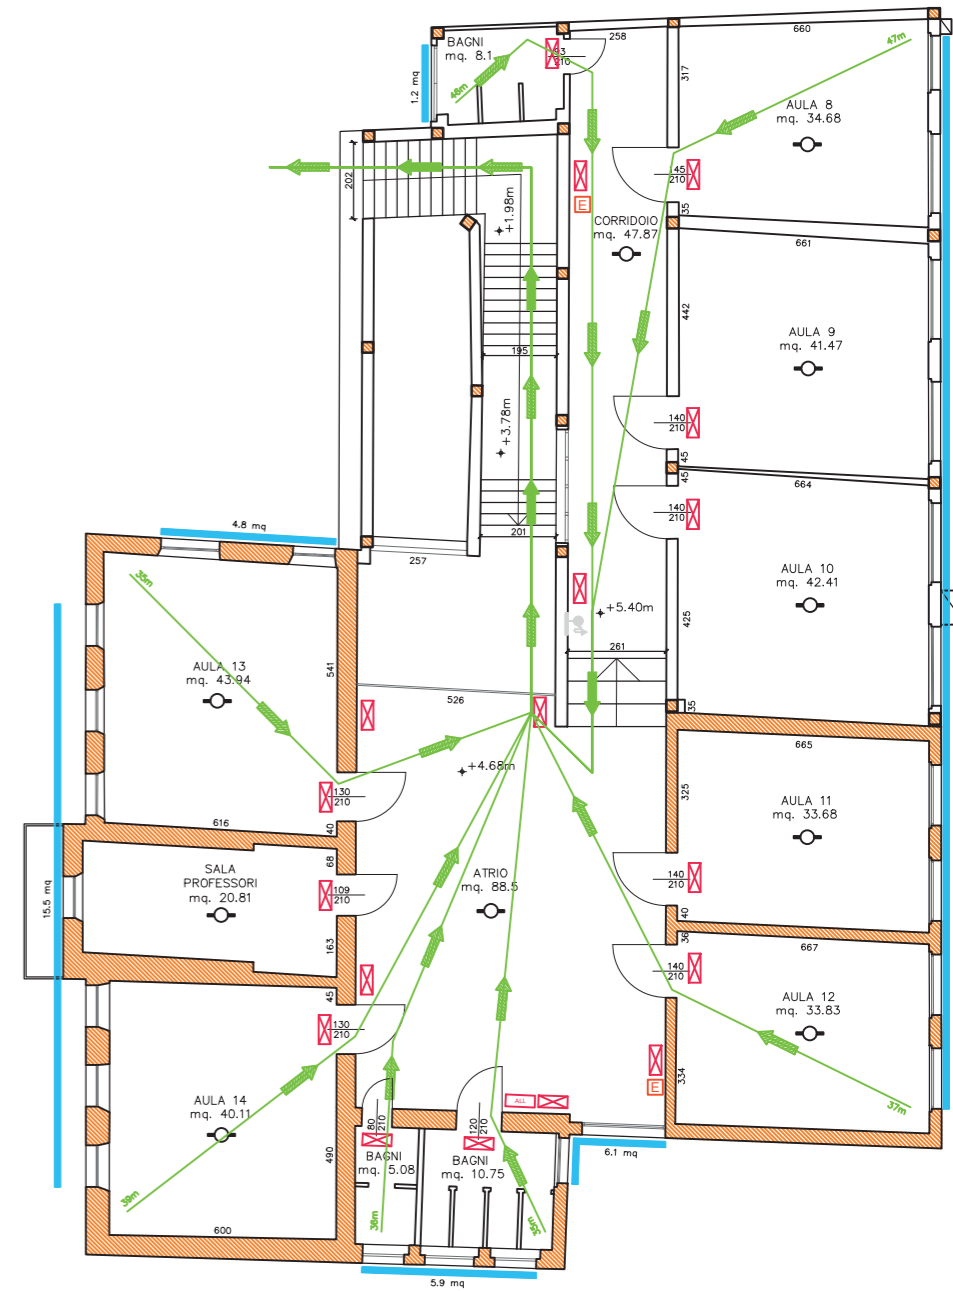 258
660
BAGNI
mq. 8.1
93
210
47m
48m
1.2 mq
317
AULA 8
mq. 34.68
145
210
35
202
+1.98m
E
CORRIDOIO
mq. 47.87
661
442
AULA 9
mq. 41.47
195
+3.78m
140
210
45
45
664
140
210
201
257
4.8 mq
AULA 10
mq. 42.41
35m
+5.40m
425
261
AULA 13
mq. 43.94
541
526
35
665
+4.68m
130
210
616
40
325
AULA 11
mq. 33.68
68
SALA
PROFESSORI
mq. 20.81
109
210
ATRIO
mq. 88.5
140
210
40
15.5 mq
163
36
667
140
210
45
AULA 12
mq. 33.83
130
210
334
E
AULA 14
mq. 40.11
ALL
37m
80
210
120
210
490
BAGNI
mq. 5.08
BAGNI
mq. 10.75
6.1 mq
39m
38m
600
5.9 mq